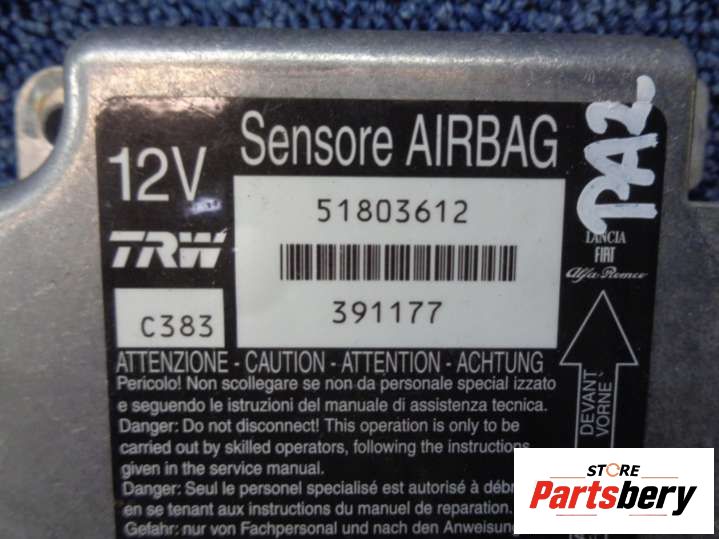 Sensore AIRBAG
12V
TRW
51803612
391177
C383
PA2
LANCIA
FIAT
Alfa Romeo
DEVANT
VORNE
ATTENZIONE - CAUTION - ATTENTION - ACHTUNG
Pericolo! Non scollegare se non da personale special izzato
e seguendo le istruzioni del manuale di assistenza tecnica.
Danger: Do not disconnect! This operation is only to be
carried out by skilled operators, following the instructions
given in the service manual.
Danger: Seul le personel spécialisé est autorisé à
en se tenant aux instructions du manuel de reparation.
Gefahr: nur von Fachpersonal und nach den
STORE
Partsbery